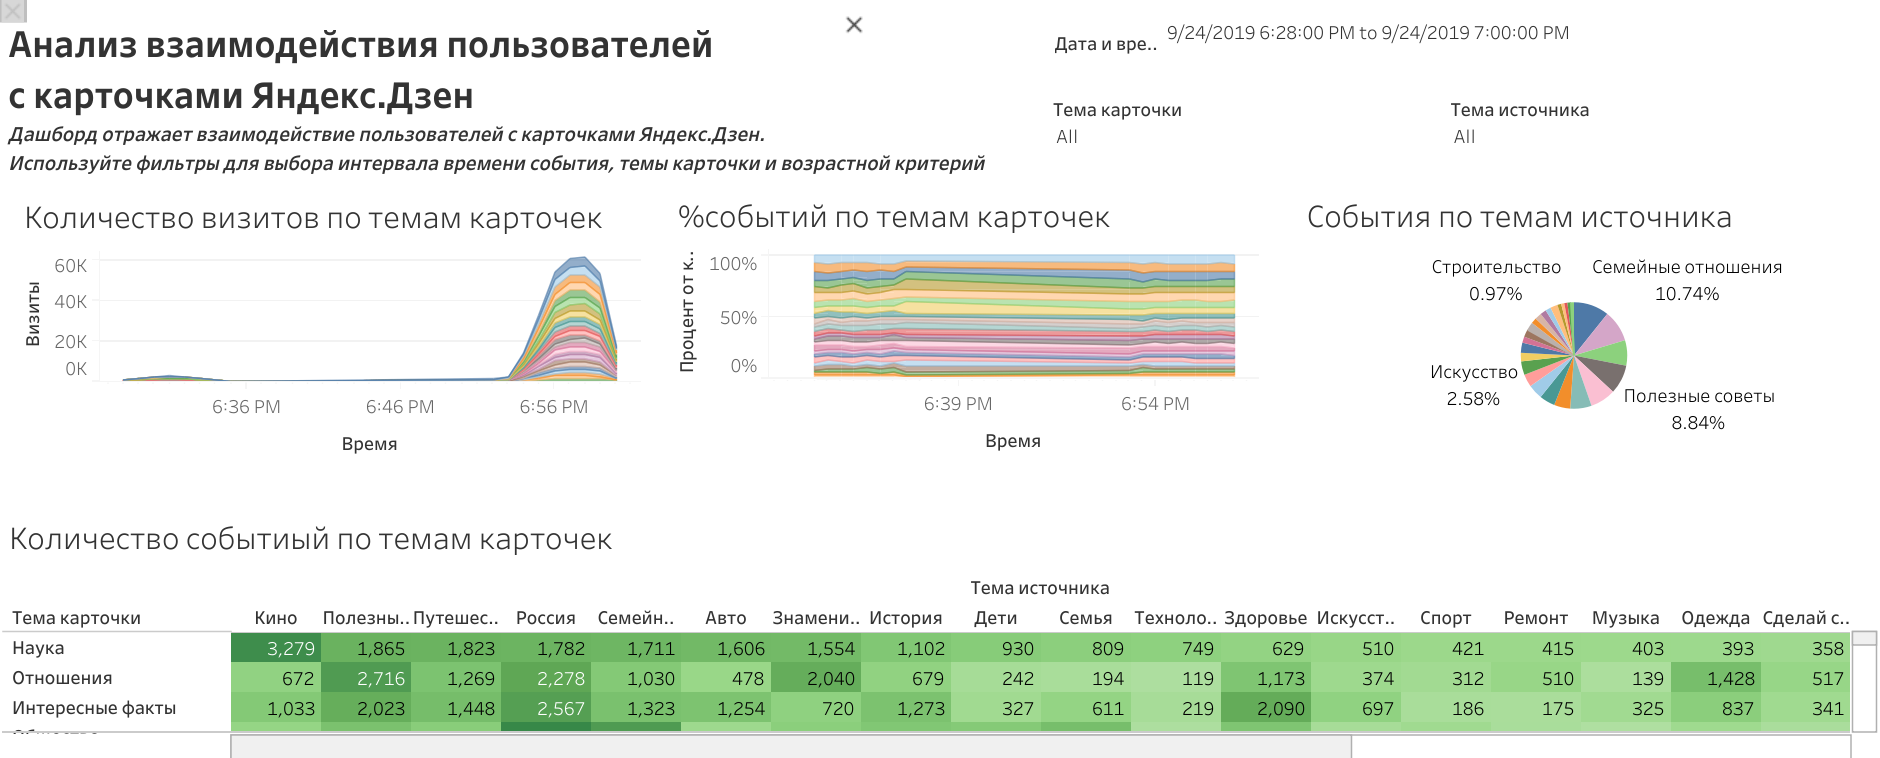 Анализ взаимодействия пользователей
с карточками Яндекс.Дзен
Дашборд отражает взаимодействие пользователей с карточками Яндекс.Дзен.
Используйте фильтры для выбора интервала времени события, темы карточки и возрастной критерий
Дата и вре.. 9/24/2019 6:28:00 PM to 9/24/2019 7:00:00 PM
Тема карточки Тема источника
All All
Количество визитов по темам карточек
Визиты
60K
40K
20K
0K
6:36 PM 6:46 PM 6:56 PM
Время
%событий по темам карточек
Процент от к..
100%
50%
0%
6:39 PM 6:54 PM
Время
События по темам источника
Строительство Семейные отношения
0.97% 10.74%
Искусство Полезные советы
2.58% 8.84%
Количество событиый по темам карточек
Тема источника
Тема карточки Кино Полезны.. Путешес.. Россия Семейн.. Авто Знамени.. История Дети Семья Техноло.. Здоровье Искусст.. Спорт Ремонт Музыка Одежда Сделай с..
Наука 3,279 1,865 1,823 1,782 1,711 1,606 1,554 1,102 930 809 749 629 510 421 415 403 393 358
Отношения 672 2,716 1,269 2,278 1,030 478 2,040 679 242 194 119 1,173 374 312 510 139 1,428 517
Интересные факты 1,033 2,023 1,448 2,567 1,323 1,254 720 1,273 327 611 219 2,090 697 186 175 325 837 341